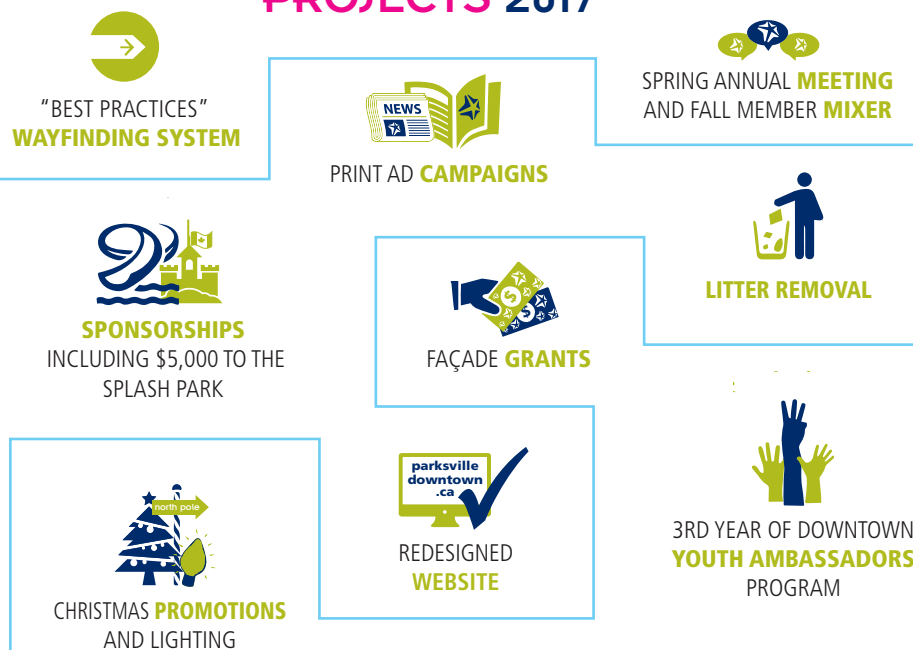 PROJECTS 2017
"BEST PRACTICES"
WAYFINDING SYSTEM
NEWS
PRINT AD CAMPAIGNS
SPRING ANNUAL MEETING
AND FALL MEMBER MIXER
SPONSORSHIPS
INCLUDING $5,000 TO THE
SPLASH PARK
$
$
FAÇADE GRANTS
LITTER REMOVAL
north pole
CHRISTMAS PROMOTIONS
AND LIGHTING
parksville
downtown
.ca
REDESIGNED
WEBSITE
3RD YEAR OF DOWNTOWN
YOUTH AMBASSADORS
PROGRAM